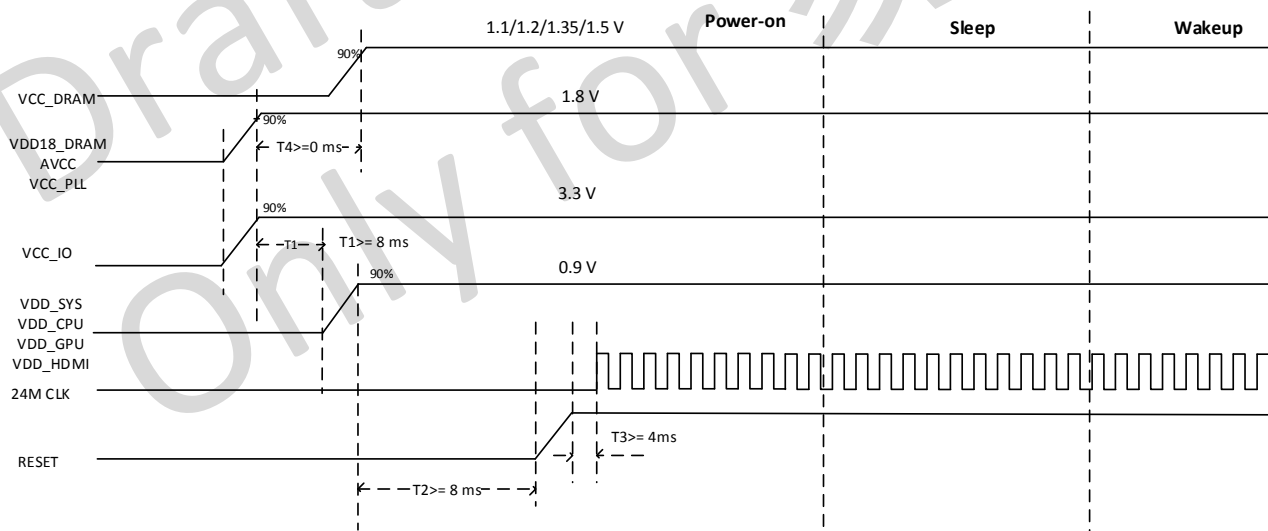 Draft
Only for
1.1/1.2/1.35/1.5 V
Power-on
Sleep
Wakeup
90%
VCC_DRAM
1.8 V
90%
VDD18_DRAM
AVCC
VCC_PLL
T4>=0 ms
3.3 V
90%
VCC_IO
T1
T1>= 8 ms
0.9 V
90%
VDD_SYS
VDD_CPU
VDD_GPU
VDD_HDMI
24M CLK
T3>= 4ms
RESET
T2>= 8 ms